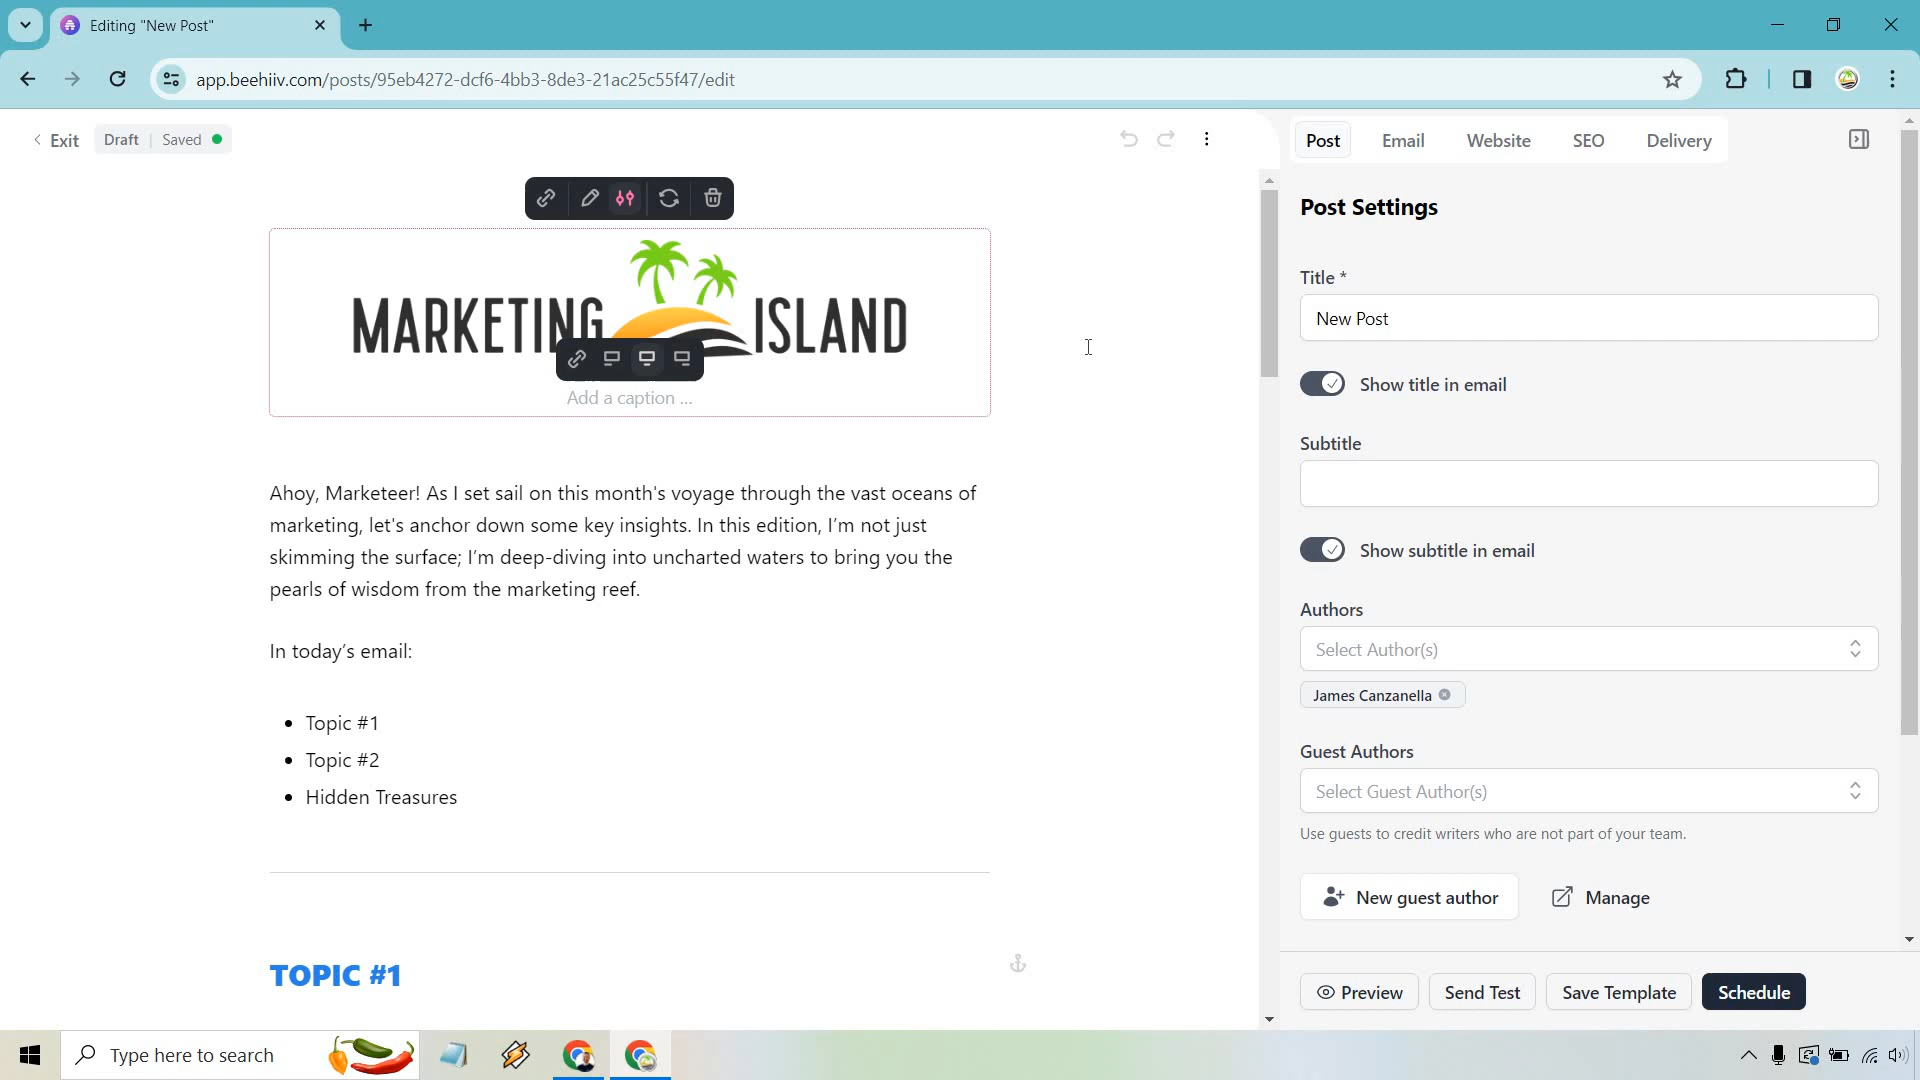 Editing "New Post"
app.beehiiv.com/posts/95eb4272-dcf6-4bb3-8de3-21ac25c55f47/edit
Exit
Draft | Saved
Post Email Website SEO Delivery
MARKETING ISLAND
Add a caption ...
Ahoy, Marketeer! As I set sail on this month's voyage through the vast oceans of
marketing, let's anchor down some key insights. In this edition, I’m not just
skimming the surface; I’m deep-diving into uncharted waters to bring you the
pearls of wisdom from the marketing reef.
In today’s email:
• Topic #1
• Topic #2
• Hidden Treasures
TOPIC #1
Post Settings
Title *
New Post
Show title in email
Subtitle
Show subtitle in email
Authors
Select Author(s)
James Canzanella
Guest Authors
Select Guest Author(s)
Use guests to credit writers who are not part of your team.
New guest author
Manage
Preview
Send Test
Save Template
Schedule
Type here to search